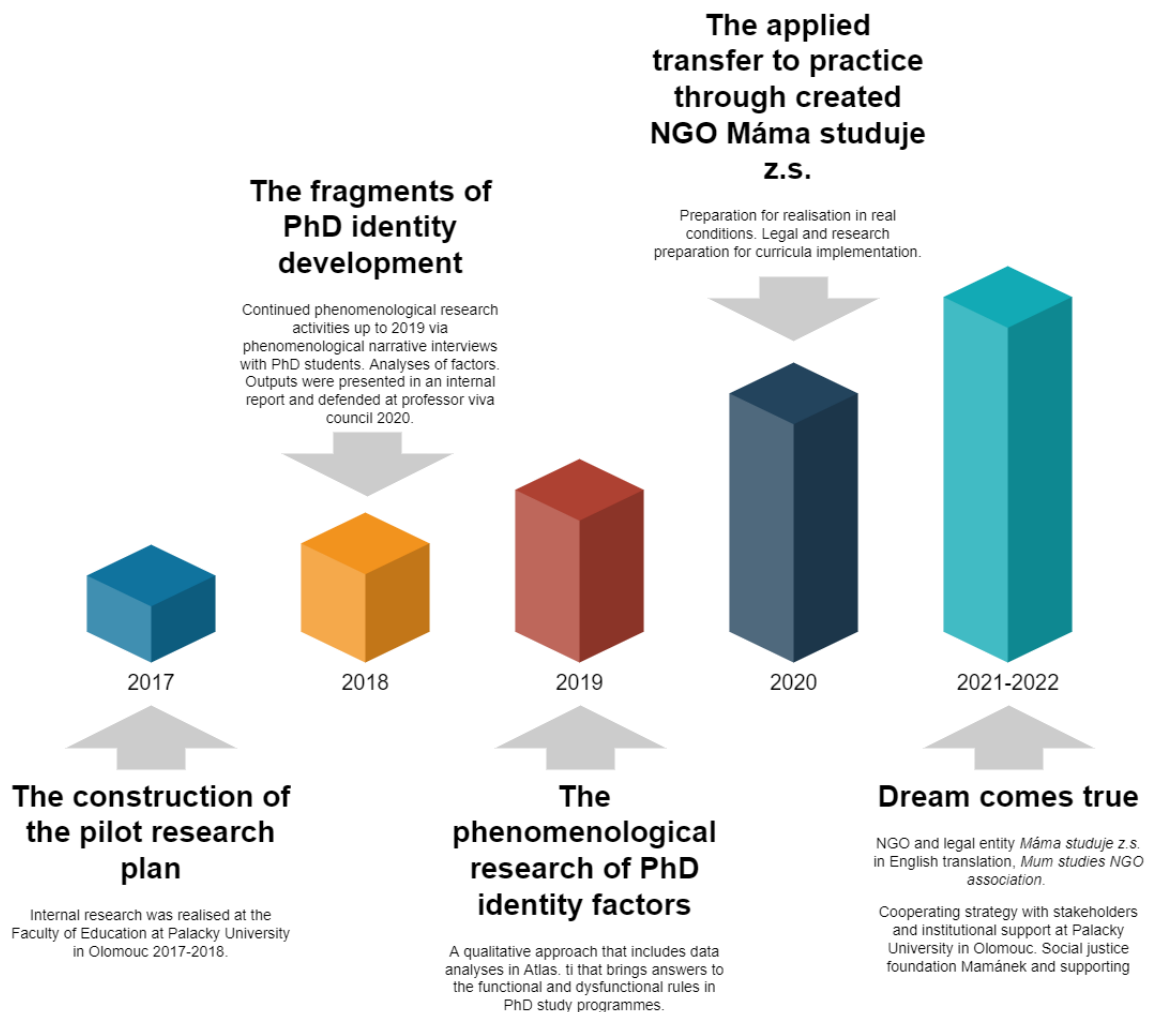 The applied
transfer to practice
through created
NGO Máma studuje
z.s.
Preparation for realisation in real
conditions. Legal and research
preparation for curricula implementation.
The fragments of
PhD identity
development
Continued phenomenological research
activities up to 2019 via
phenomenological narrative interviews
with PhD students. Analyses of factors.
Outputs were presented in an internal
report and defended at professor viva
council 2020.
2017
2018
2019
2020
2021-2022
The construction of
the pilot research
plan
Internal research was realised at the
Faculty of Education at Palacky University
in Olomouc 2017-2018.
The
phenomenological
research of PhD
identity factors
A qualitative approach that includes data
analyses in Atlas. ti that brings answers to
the functional and dysfunctional rules in
PhD study programmes.
Dream comes true
NGO and legal entity Máma studuje z.s.
in English translation, Mum studies NGO
association.
Cooperating strategy with stakeholders
and institutional support at Palacky
University in Olomouc. Social justice
foundation Mamánek and supporting